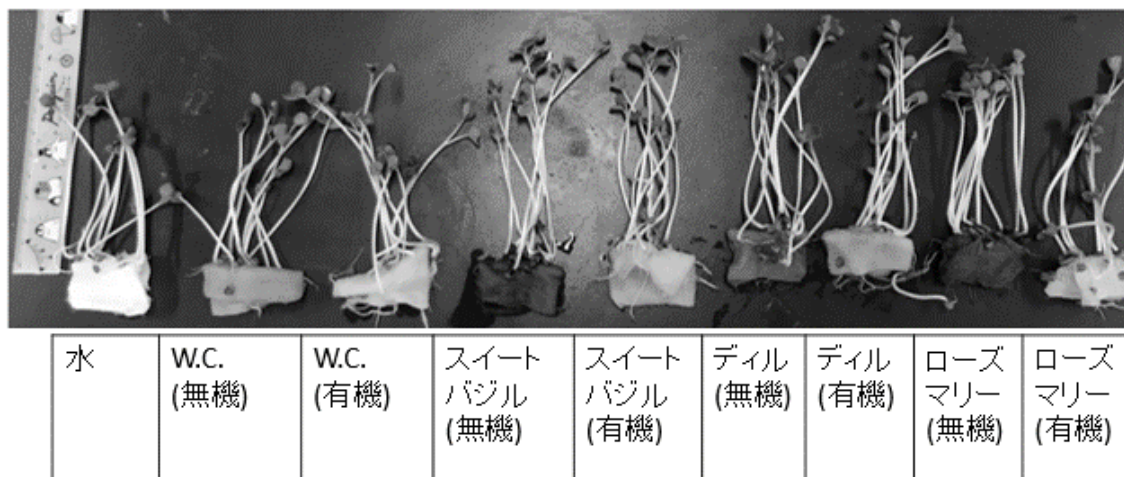 水
W.C.
(無機)
W.C.
(有機)
スイート
バジル
(無機)
スイート
バジル
(有機)
ディル
(無機)
ディル
(有機)
ローズ
マリー
(無機)
ローズ
マリー
(有機)